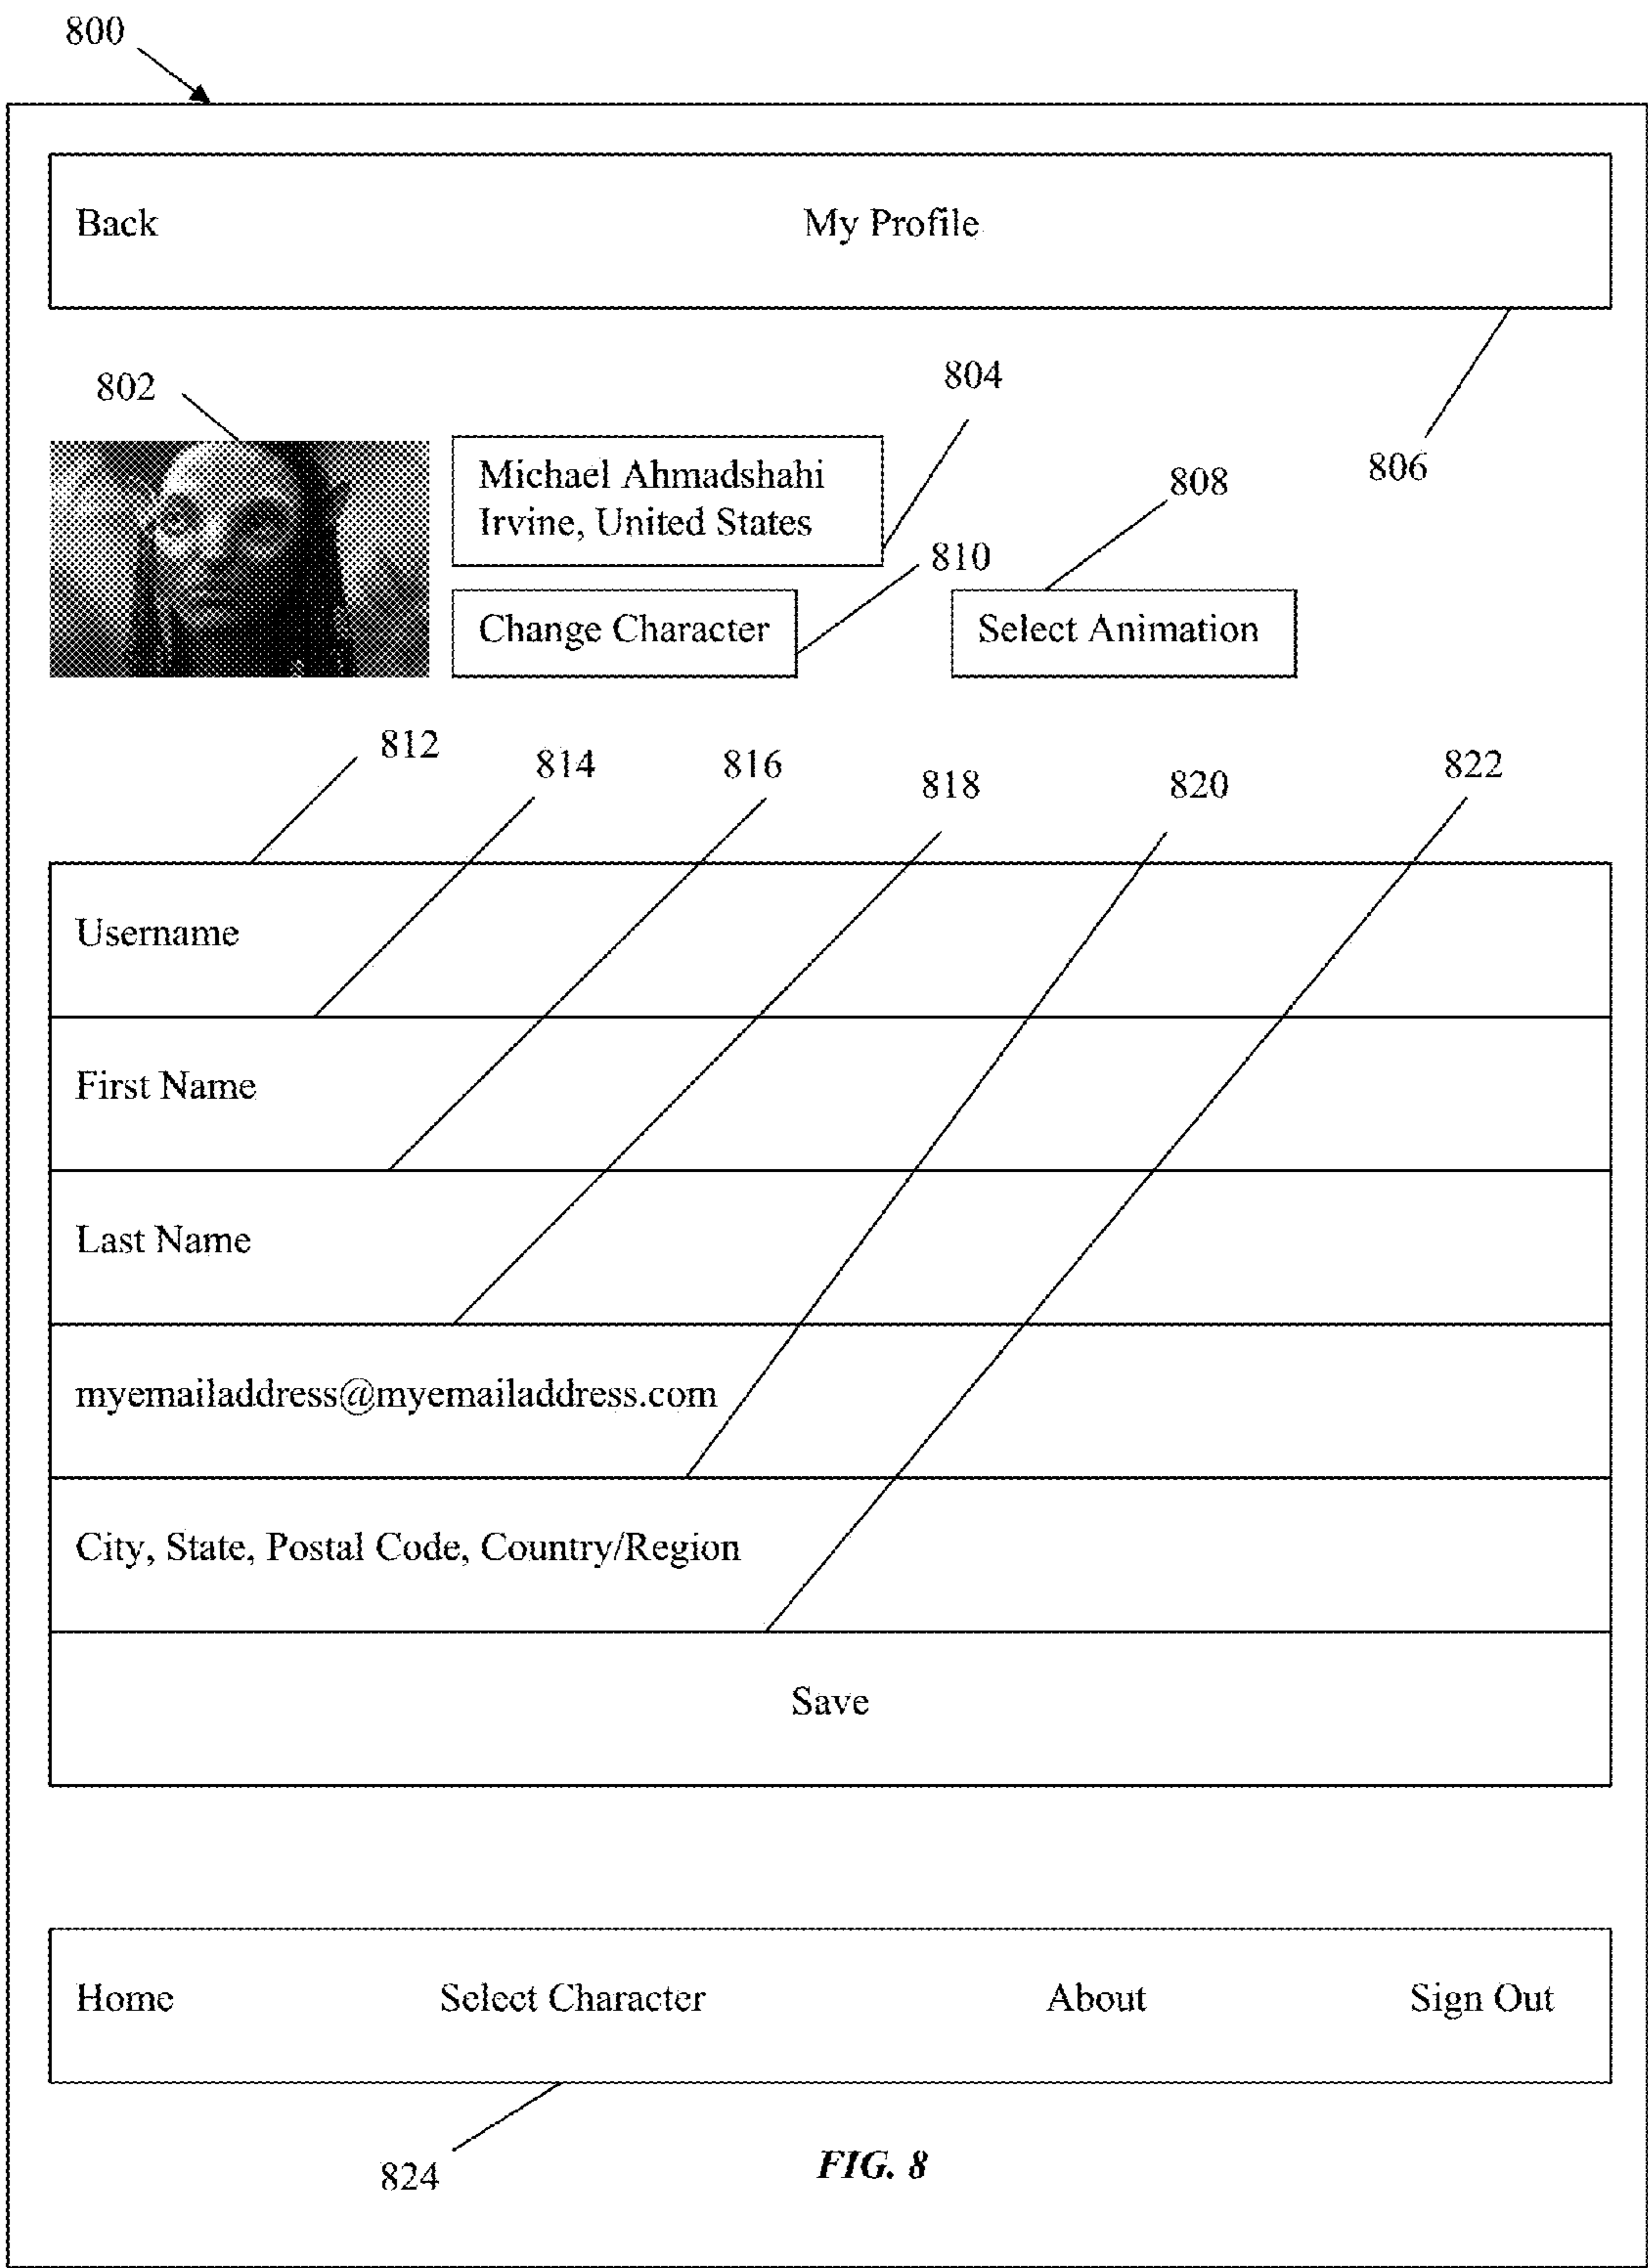 800
Back My Profile
802
804
806
Michael Ahmadshahi
Irvine, United States
808
810
Change Character
Select Animation
812
814
816
818
820
822
Username
First Name
Last Name
myemailaddress@myemailaddress.com
City, State, Postal Code, Country/Region
Save
Home Select Character About Sign Out
824
FIG. 8